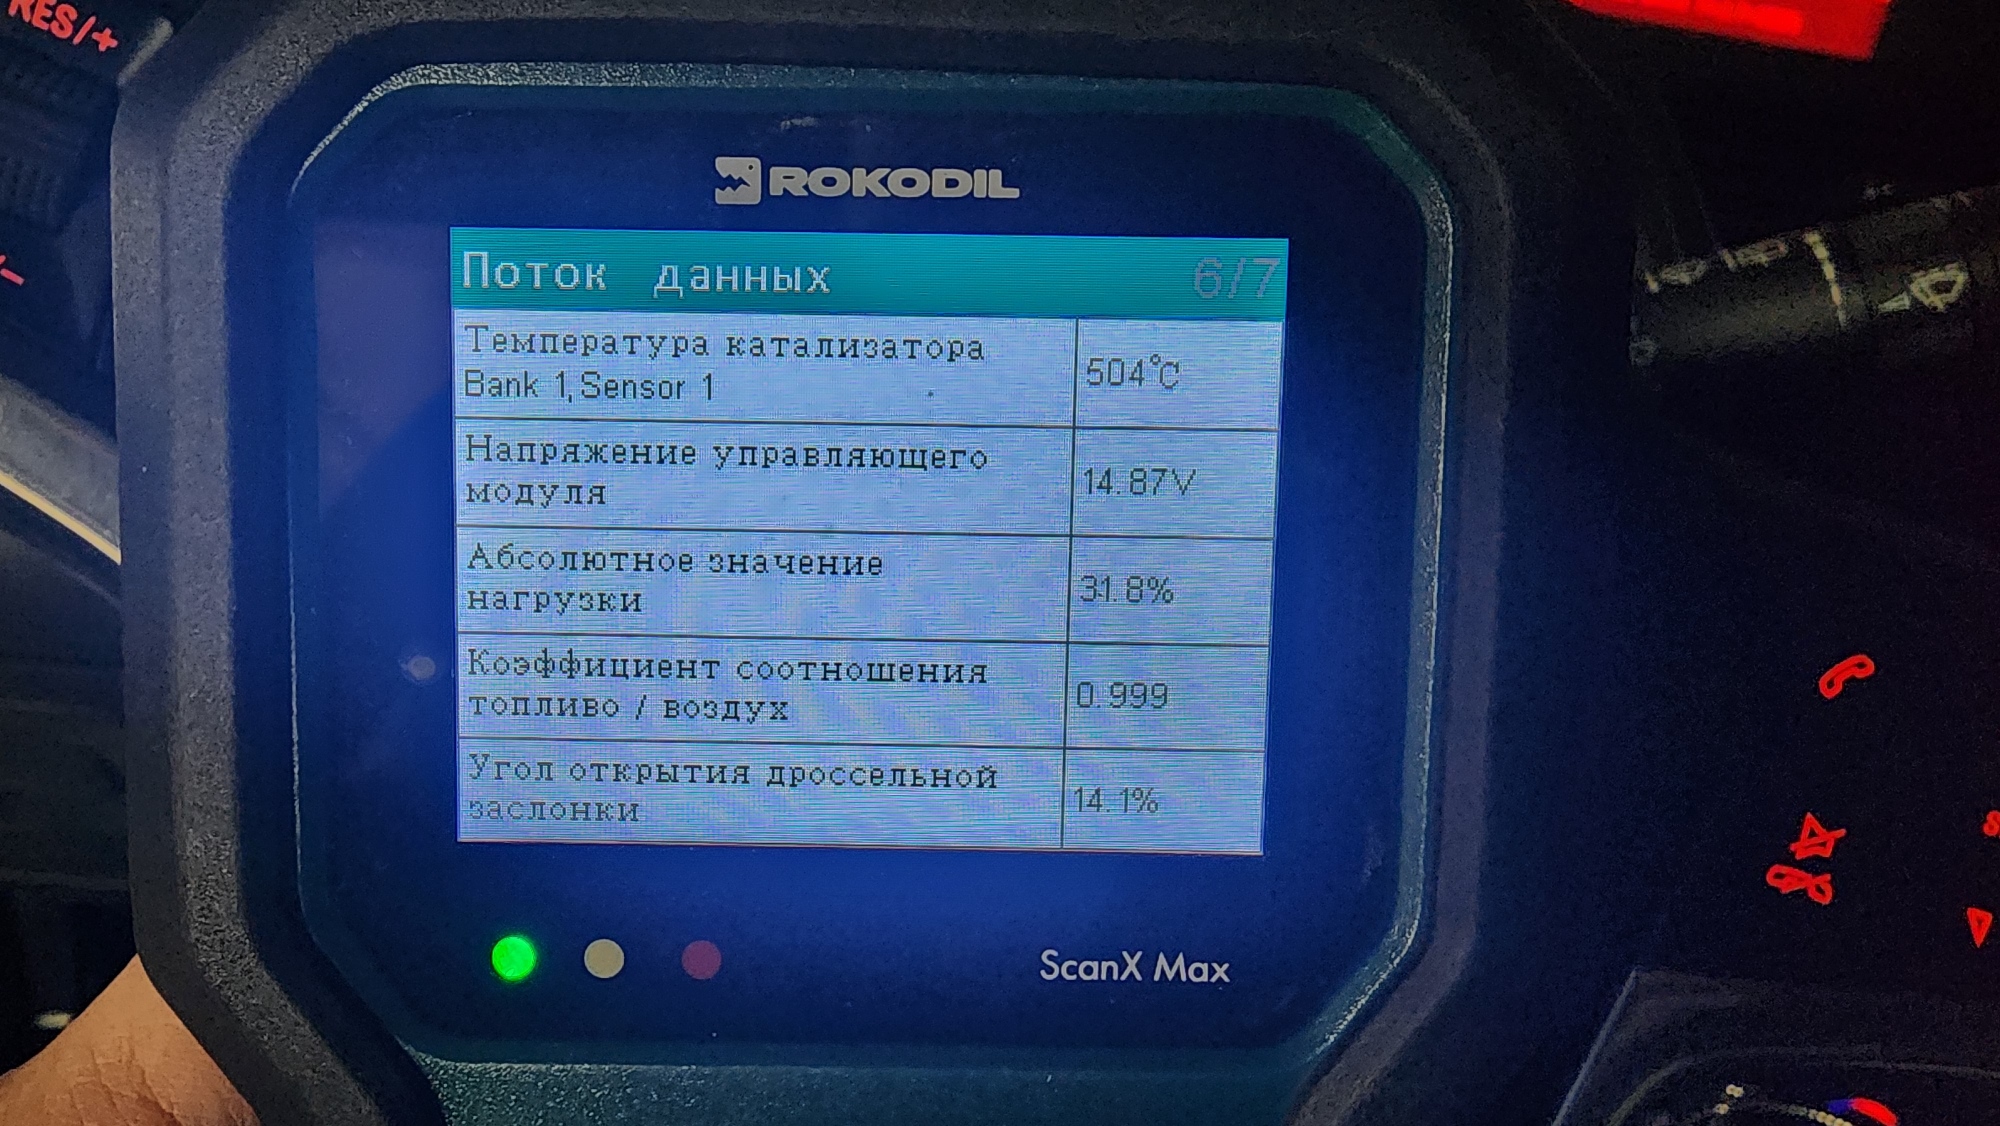 RES/+
ROKODIL
Поток данных 6/7
Температура катализатора
Bank 1,Sensor 1
504°C
Напряжение управляющего
модуля
14.87V
Абсолютное значение
нагрузки
31.8%
Коэффициент соотношения
топливо / воздух
0.999
Угол открытия дроссельной
заслонки
14.1%
ScanX Max